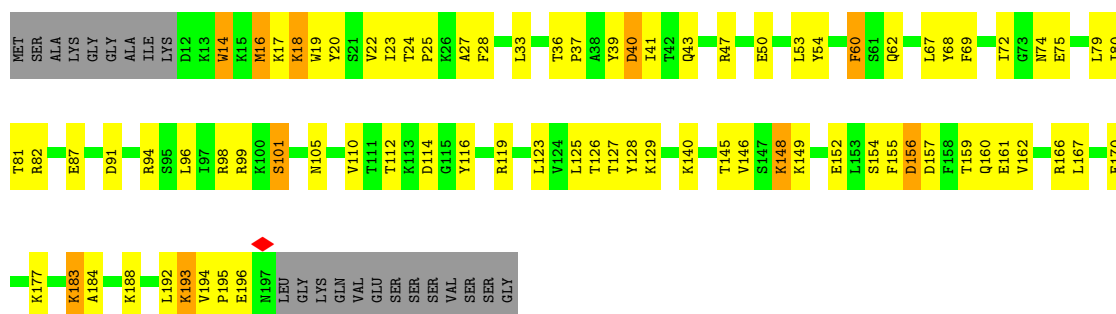 MET SER ALA LYS GLY GLY ALA ILE LYS D12 K13 W14 K15 M16 K17 K18 W19 Y20 S21 V22 I23 T24 P25 K26 A27 F28 L33 T36 P37 A38 Y39 D40 I41 T42 Q43 R47 E50 L53 Y54 F60 S61 Q62 L67 Y68 F69 I72 G73 N74 E75 L79
T81 R82 E87 D91 R94 S95 L96 I97 R98 R99 K100 S101 N105 V110 T111 T112 K113 D114 G115 Y116 R119 L123 V124 L125 T126 T127 Y128 K129 K140 T145 V146 S147 K148 K149 E152 L153 S154 F155 D156 D157 F158 T159 Q160 E161 V162 R166 L167
K177 K183 A184 K188 L192 K193 V194 P195 E196 N197 LEU GLY LYS GLN VAL GLU SER SER SER VAL SER SER GLY